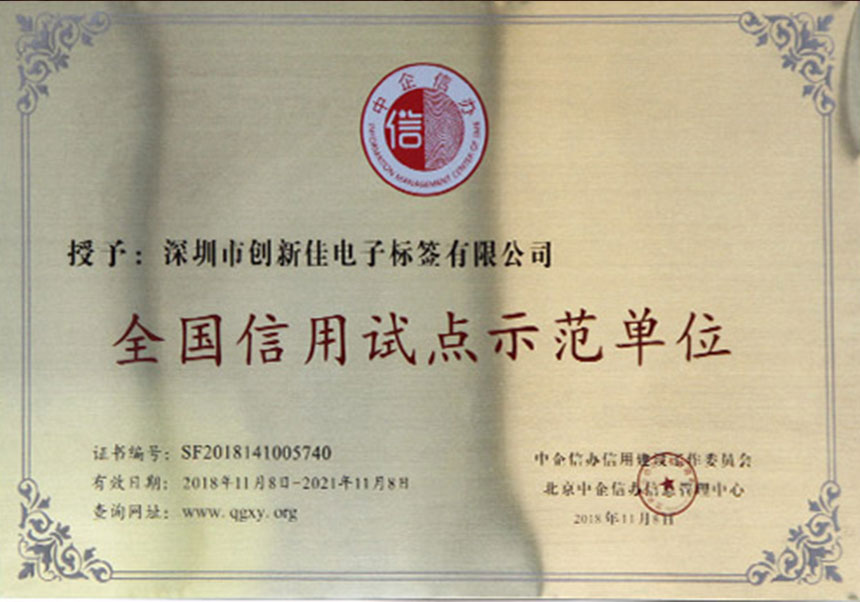 中企信办
信
INFORMATION MANAGEMENT CENTER OF SME
授予：深圳市创新佳电子标签有限公司
全国信用试点示范单位
证书编号：SF2018141005740
有效日期：2018年11月8日-2021年11月8日
查询网址：www.qgxy.org
中企信办信用建设工作委员会
北京中企信办信息管理中心
2018年11月8日